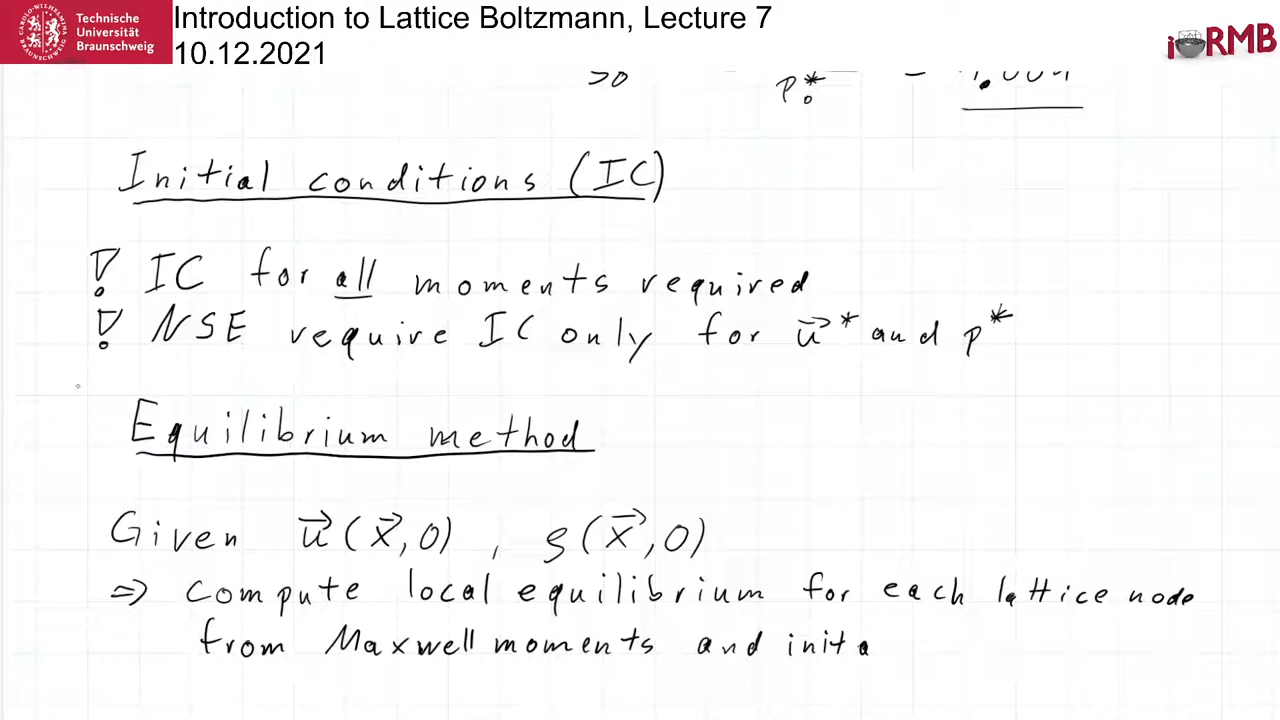 Introduction to Lattice Boltzmann, Lecture 7
10.12.2021
Technische
Universität
Braunschweig
iRMB
p₀*
Initial conditions (IC)
! IC for all moments required
! NSE require IC only for u⃗* and p*
Equilibrium method
Given u⃗(x⃗,0) , ρ(x⃗,0)
⇒ compute local equilibrium for each lattice node
from Maxwell moments and inita